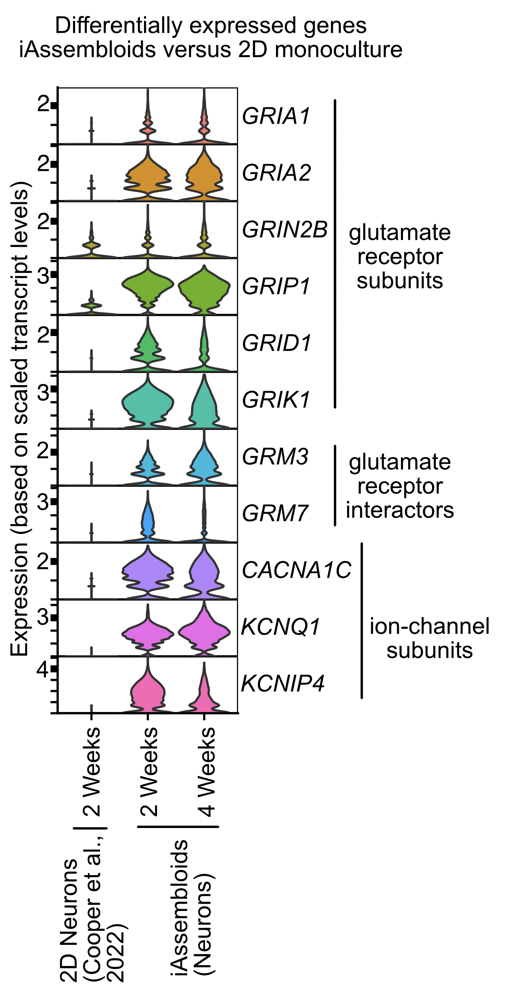 Differentially expressed genes
iAssembloids versus 2D monoculture
Expression (based on scaled transcript levels)
2
GRIA1
2
GRIA2
2
GRIN2B
3
GRIP1
2
GRID1
3
GRIK1
glutamate
receptor
subunits
2
GRM3
3
GRM7
glutamate
receptor
interactors
2
CACNA1C
3
KCNQ1
4
KCNIP4
ion-channel
subunits
2 Weeks
2 Weeks
4 Weeks
2D Neurons
(Cooper et al.,
2022)
iAssembloids
(Neurons)